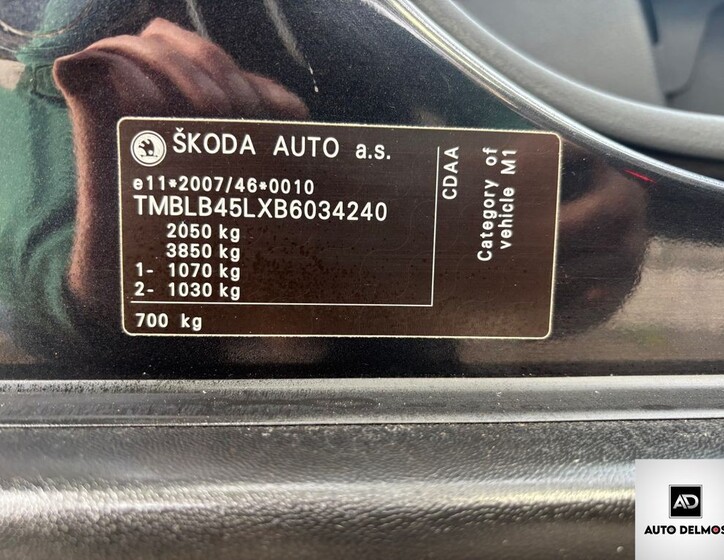 ŠKODA AUTO a.s.
e11*2007/46*0010
TMBLB45LXB6034240
2050 kg
3850 kg
1- 1070 kg
2- 1030 kg
700 kg
CDAA
Category of
vehicle M1
AD
AUTO DELMOS